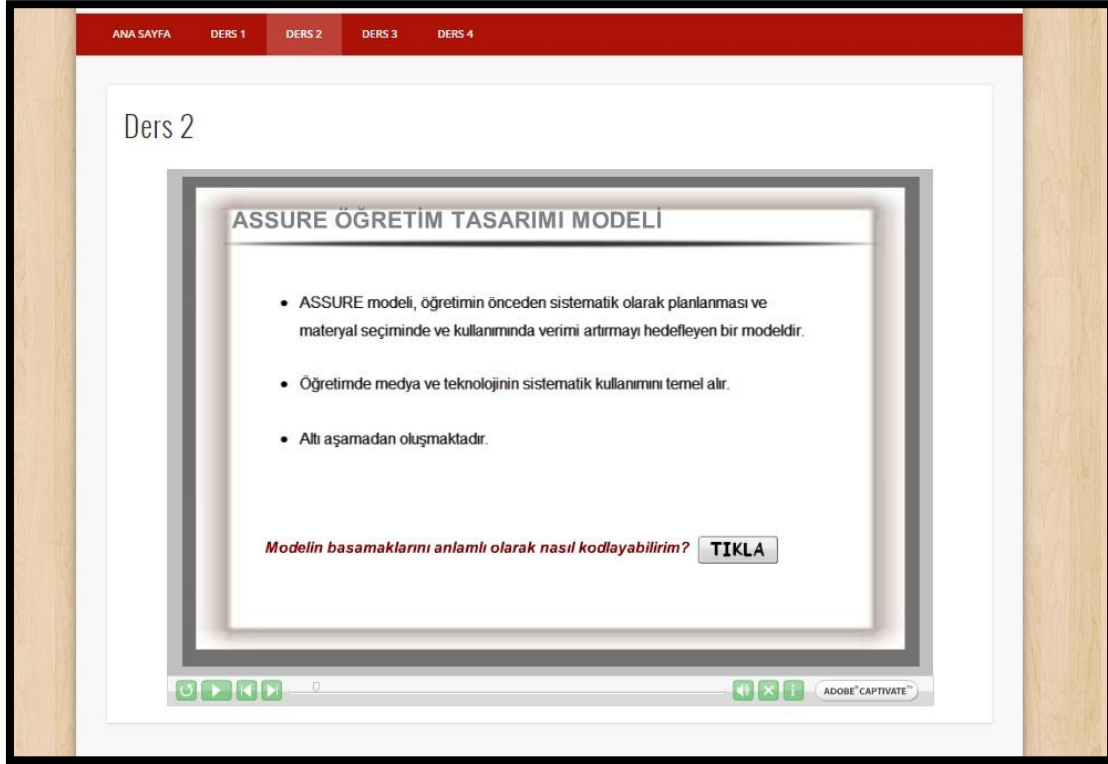 ANA SAYFA DERS 1 DERS 2 DERS 3 DERS 4
Ders 2
ASSURE ÖĞRETİM TASARIMI MODELİ
• ASSURE modeli, öğretimin önceden sistematik olarak planlanması ve
materyal seçiminde ve kullanımında verimi artırmayı hedefleyen bir modeldir.
• Öğretimde medya ve teknolojinin sistematik kullanımını temel alır.
• Altı aşamadan oluşmaktadır.
Modelin basamaklarını anlamlı olarak nasıl kodlayabilirim? TIKLA
ADOBE® CAPTIVATE™